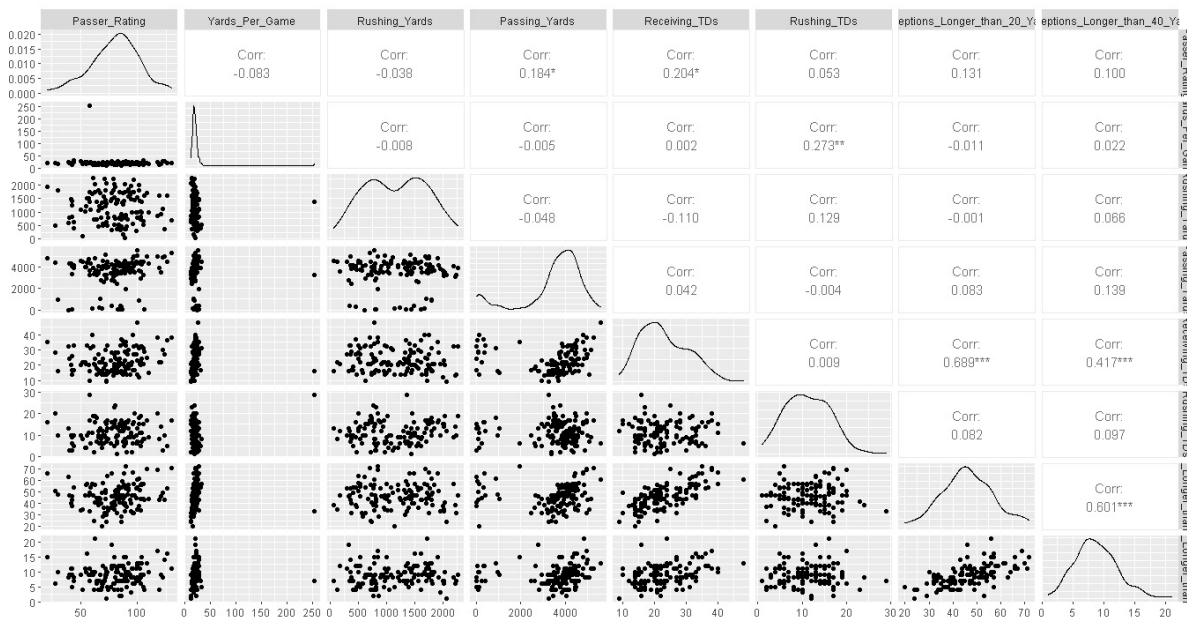 Passer_Rating Yards_Per_Game Rushing_Yards Passing_Yards Receiving_TDs Rushing_TDs eptions_Longer_than_20_Ya eptions_Longer_than_40_Ya
0.020
0.015
0.010
0.005
0.000
Corr:
-0.083
Corr:
-0.038
Corr:
0.184*
Corr:
0.204*
Corr:
0.053
Corr:
0.131
Corr:
0.100
250
200
150
100
50
0
Corr:
-0.008
Corr:
-0.005
Corr:
0.002
Corr:
0.273**
Corr:
-0.011
Corr:
0.022
2000
1500
1000
500
0
Corr:
-0.048
Corr:
-0.110
Corr:
0.129
Corr:
-0.001
Corr:
0.066
4000
2000
0
Corr:
0.042
Corr:
-0.004
Corr:
0.083
Corr:
0.139
40
30
20
10
Corr:
0.009
Corr:
0.689***
Corr:
0.417***
30
20
10
0
Corr:
0.082
Corr:
0.097
70
60
50
40
30
20
Corr:
0.601***
20
15
10
5
0
50 100 0 50 100 150 200 250 0 500 1000 1500 2000 0 2000 4000 10 20 30 40 0 10 20 30 20 30 40 50 60 70 0 5 10 15 20